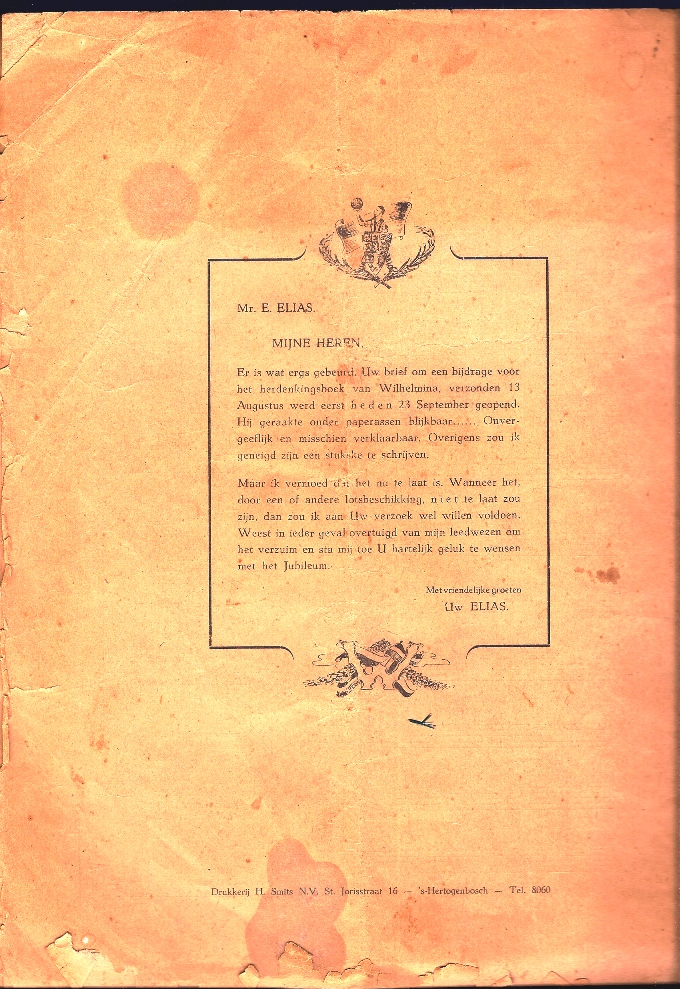 Mr. E. ELIAS.
MIJNE HEREN,
Er is wat ergs gebeurd. Uw brief om een bijdrage voor
het herdenkingsboek van Wilhelmina, verzonden 13
Augustus werd eerst heden 23 September geopend.
Hij geraakte onder paperassen blijkbaar...... Onver-
geeflijk en misschien verklaarbaar. Overigens zou ik
geneigd zijn een stukske te schrijven.
Maar ik vermoed dat het nu te laat is. Wanneer het,
door een of andere lotsbeschikking, niet te laat zou
zijn, dan zou ik aan Uw verzoek wel willen voldoen.
Weest in ieder geval overtuigd van mijn leedwezen om
het verzuim en sta mij toe U hartelijk geluk te wensen
met het Jubileum.
Met vriendelijke groeten
Uw ELIAS.
Drukkerij H. Smits N.V. St. Jorisstraat 16 — 's-Hertogenbosch — Tel. 8060